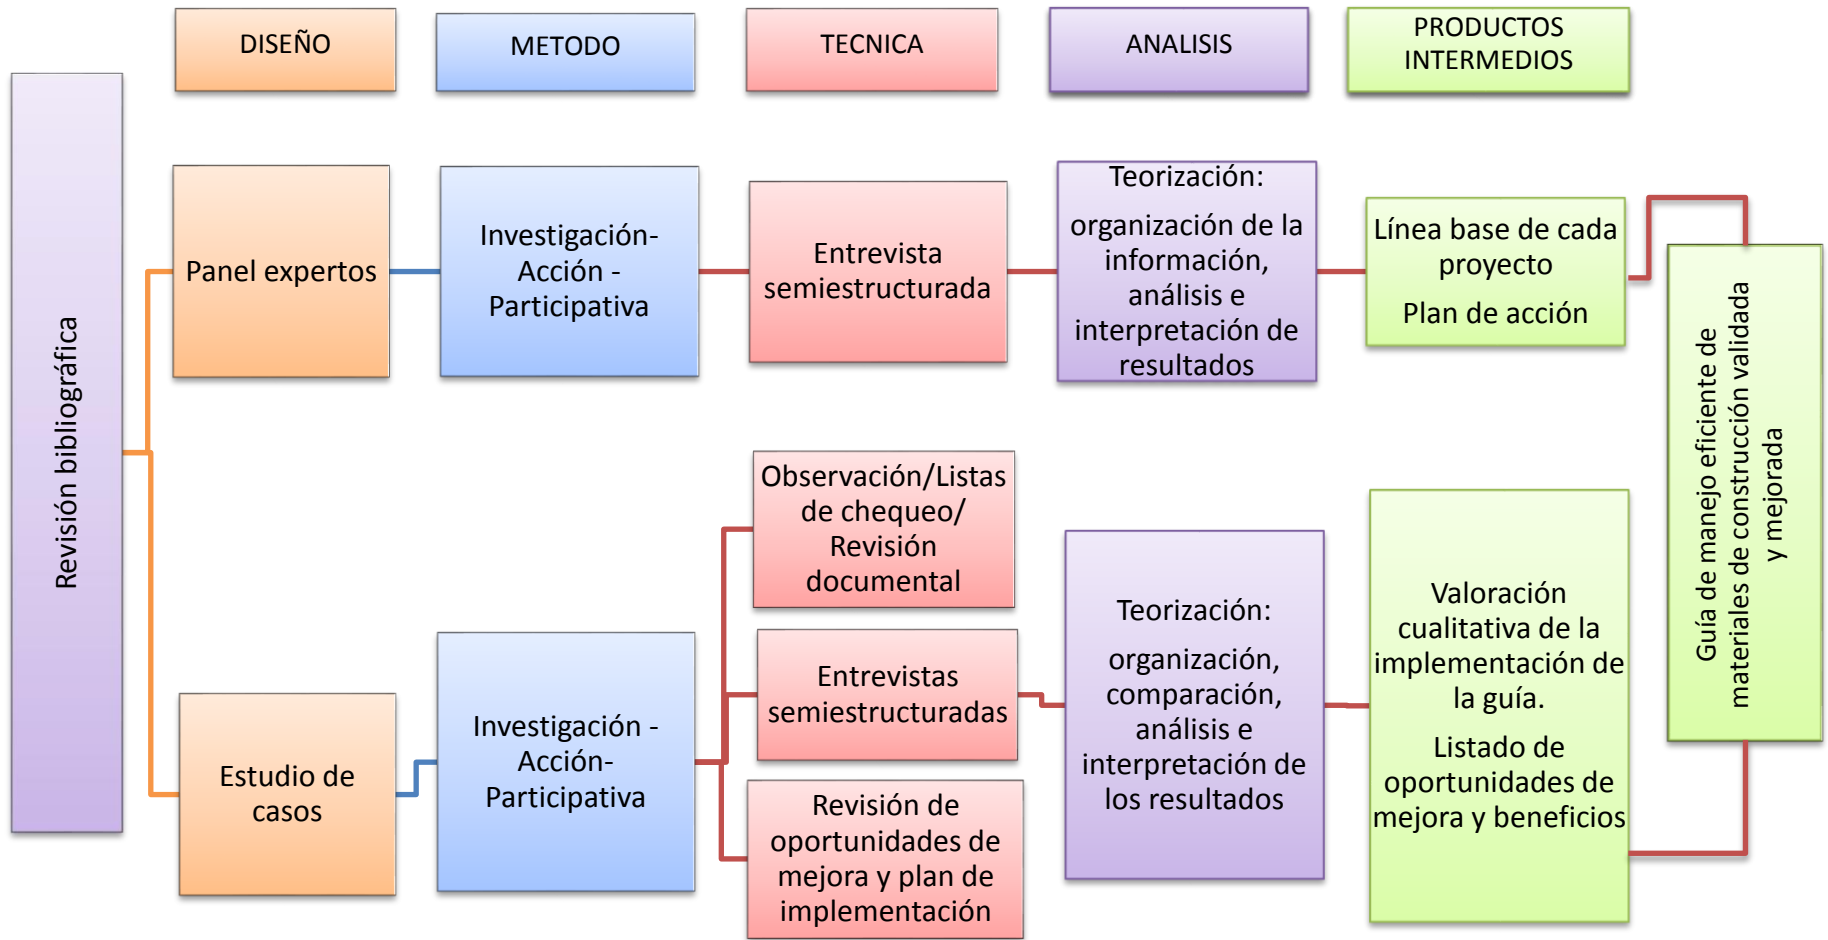 DISEÑO
METODO
TECNICA
ANALISIS
PRODUCTOS
INTERMEDIOS
Revisión bibliográfica
Panel expertos
Investigación-
Acción -
Participativa
Entrevista
semiestructurada
Teorización:
organización de la
información,
análisis e
interpretación de
resultados
Línea base de cada
proyecto
Plan de acción
Estudio de
casos
Investigación -
Acción-
Participativa
Observación/Listas
de chequeo/
Revisión
documental
Entrevistas
semiestructuradas
Revisión de
oportunidades de
mejora y plan de
implementación
Teorización:
organización,
comparación,
análisis e
interpretación de
los resultados
Valoración
cualitativa de la
implementación de
la guía.
Listado de
oportunidades de
mejora y beneficios
Guía de manejo eficiente de
materiales de construcción validada
y mejorada